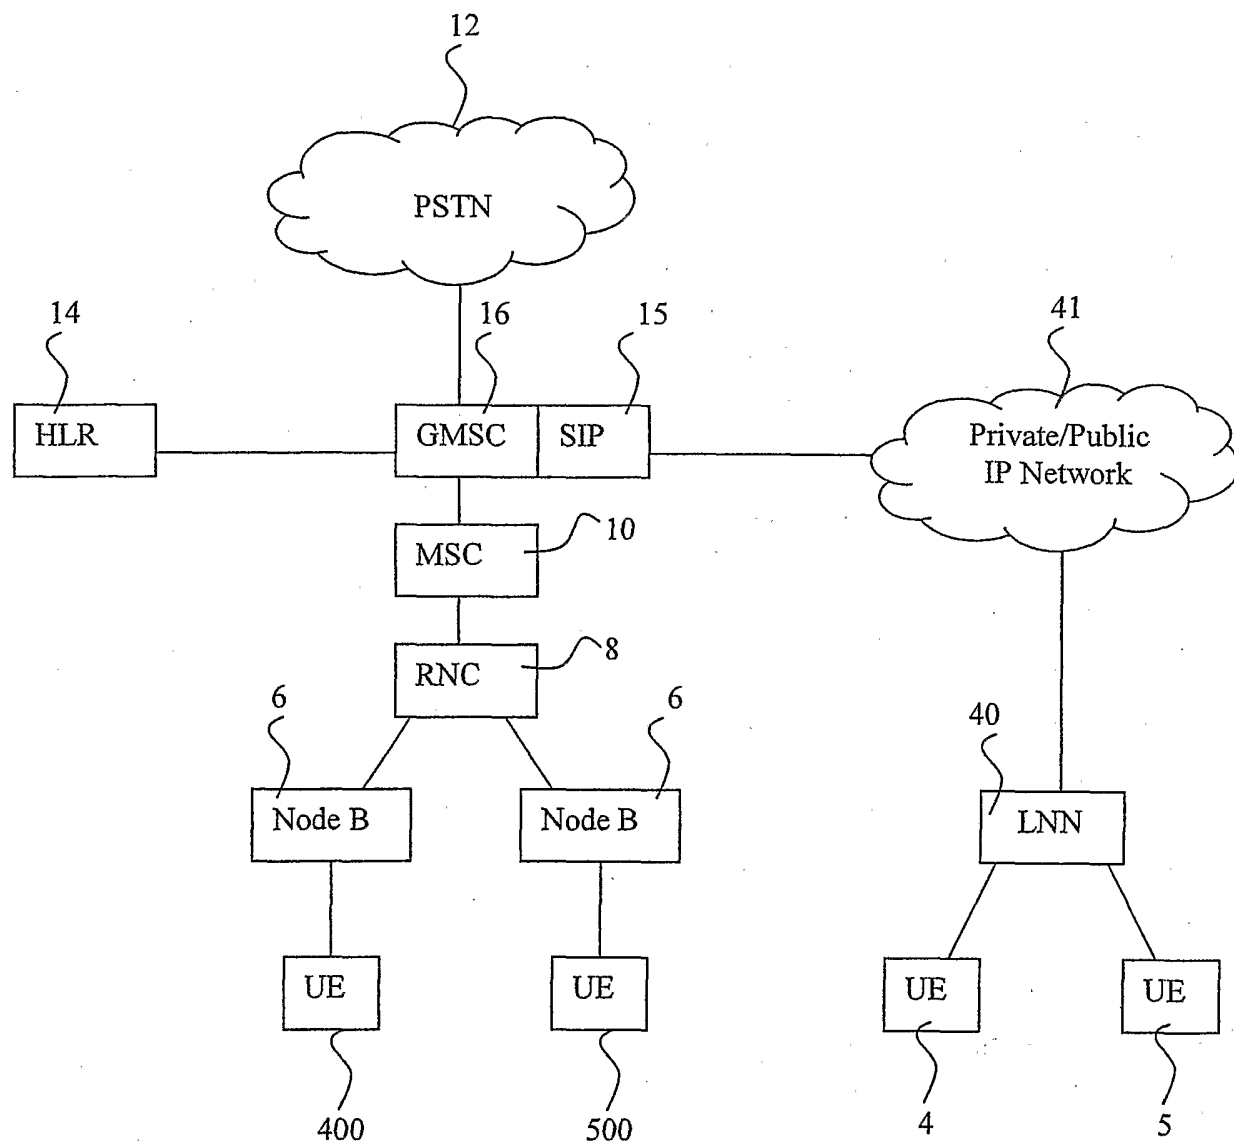 12
PSTN
14
16
15
41
HLR
GMSC
SIP
Private/Public
IP Network
MSC
10
RNC
8
6
6
40
Node B
Node B
LNN
UE
UE
UE
UE
400
500
4
5